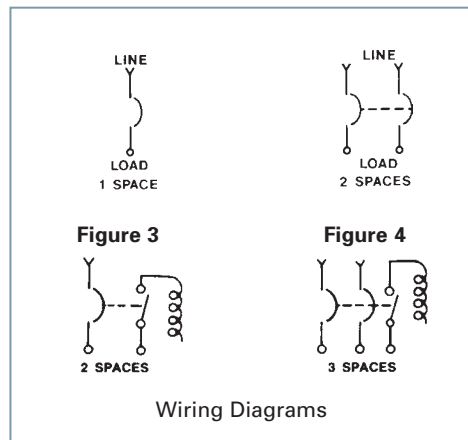 LINE
LOAD
1 SPACE
LINE
LOAD
2 SPACES
Figure 3
Figure 4
2 SPACES
3 SPACES
Wiring Diagrams